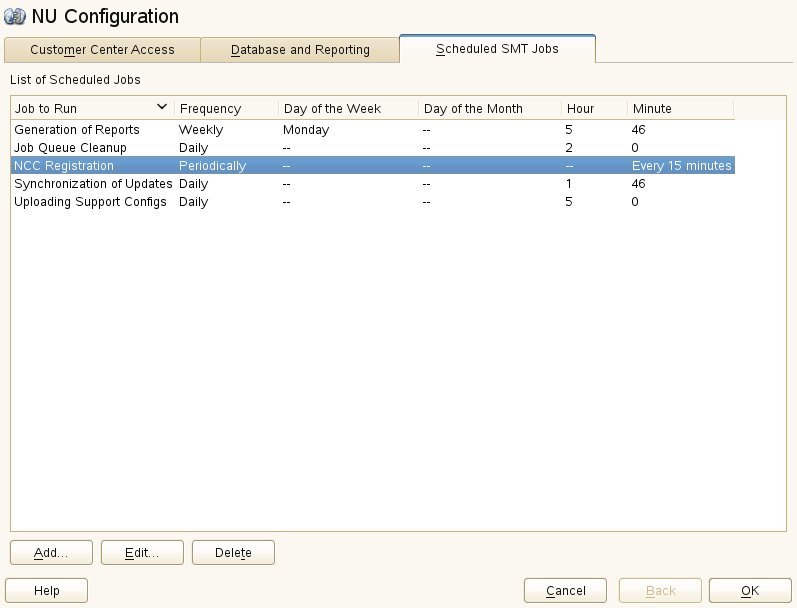 NU Configuration
Customer Center Access Database and Reporting Scheduled SMT Jobs
List of Scheduled Jobs
Job to Run Frequency Day of the Week Day of the Month Hour Minute
Generation of Reports Weekly Monday -- 5 46
Job Queue Cleanup Daily -- -- 2 0
NCC Registration Periodically -- -- -- Every 15 minutes
Synchronization of Updates Daily -- -- 1 46
Uploading Support Configs Daily -- -- 5 0
Add... Edit... Delete
Help Cancel Back OK